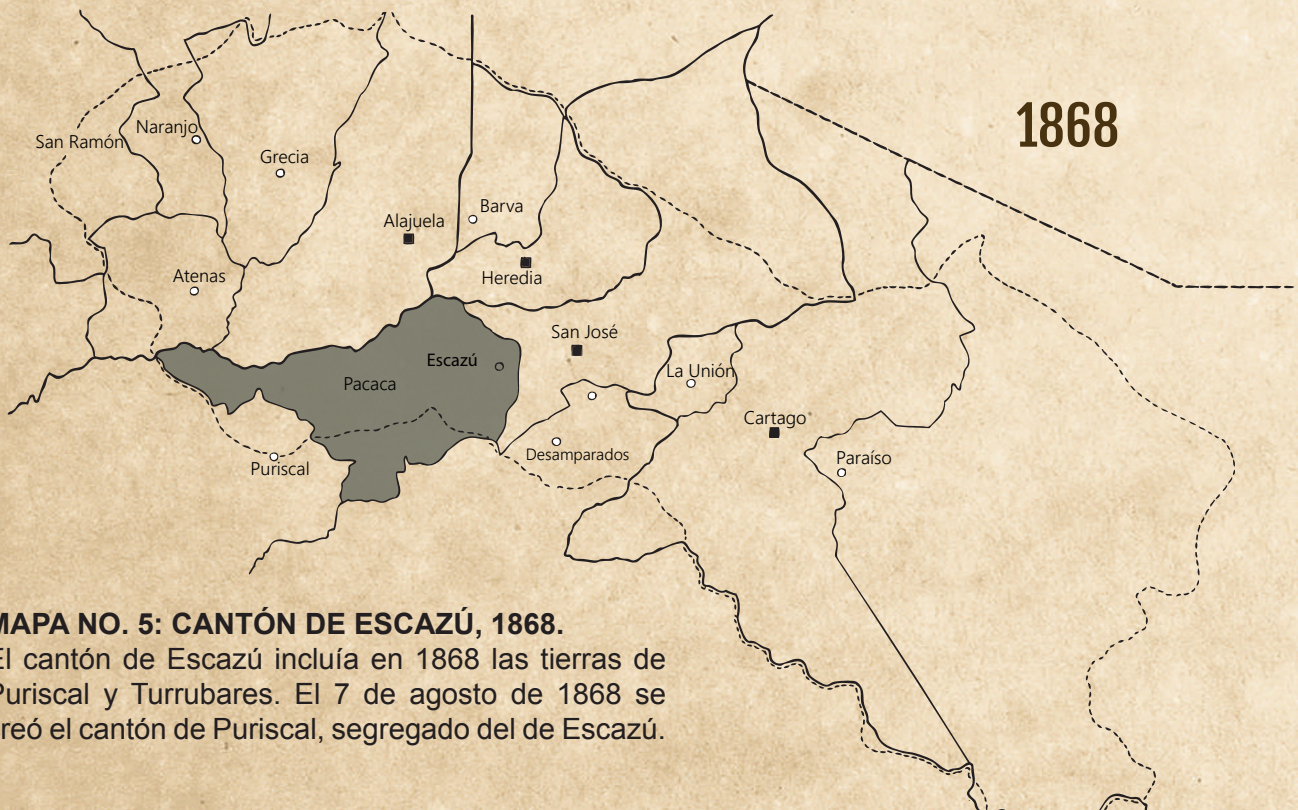 1868
San Ramón
Naranjo
Grecia
Alajuela
Barva
Heredia
Atenas
San José
Escazú
La Unión
Pacaca
Cartago
Desamparados
Paraíso
Puriscal
MAPA NO. 5: CANTÓN DE ESCAZÚ, 1868.
El cantón de Escazú incluía en 1868 las tierras de
Puriscal y Turrubares. El 7 de agosto de 1868 se
creó el cantón de Puriscal, segregado del de Escazú.